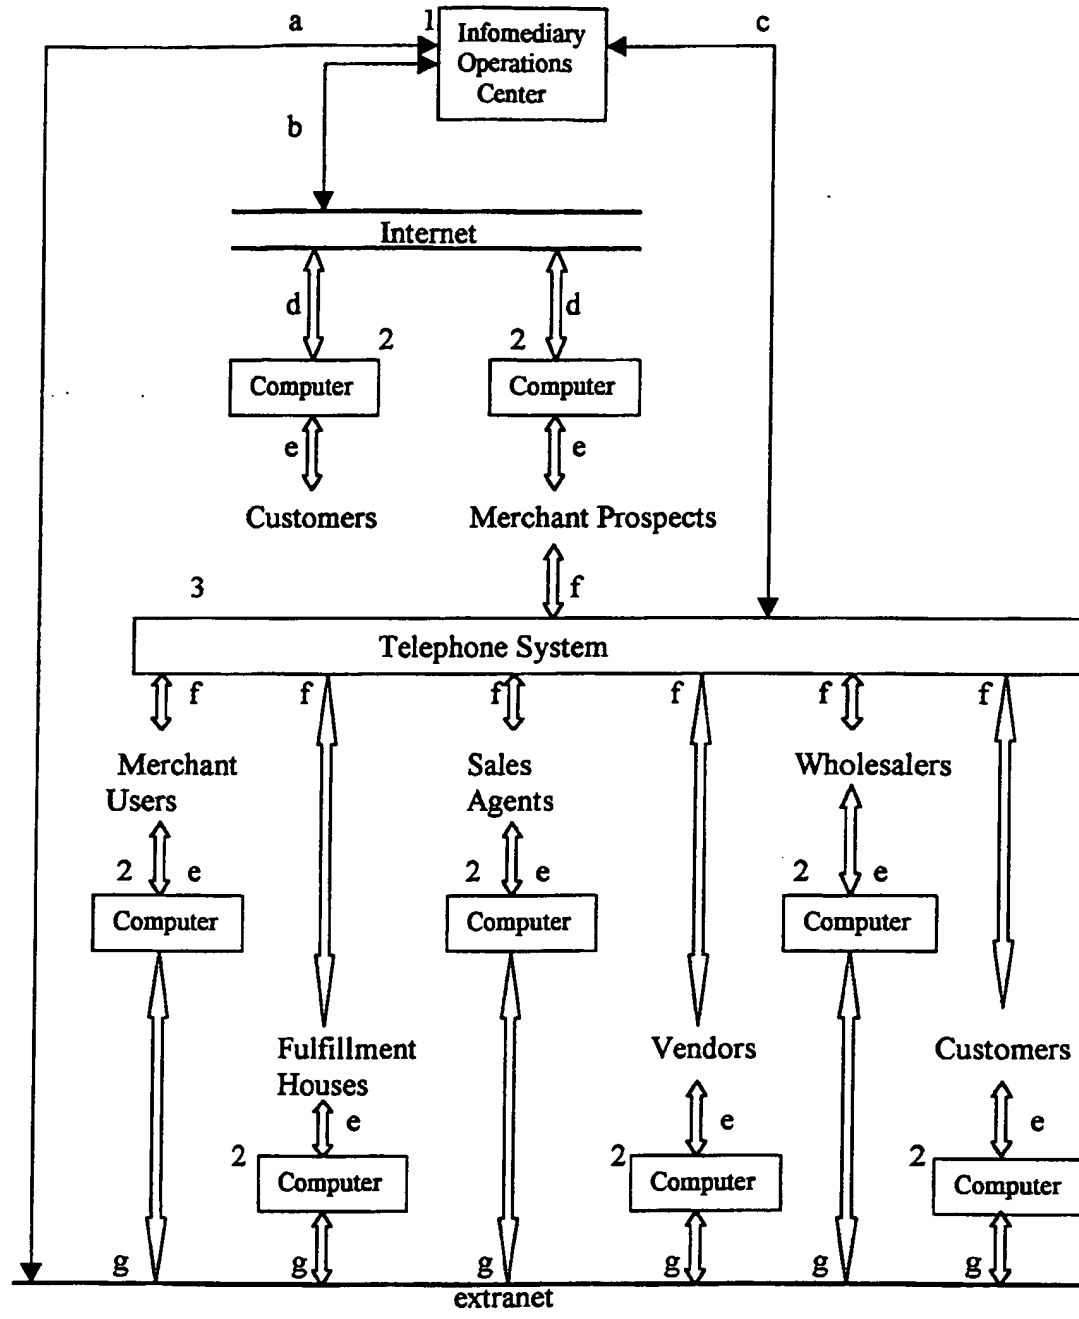 a 1 c
Infomediary
Operations
Center
b
Internet
d d
2 2
Computer Computer
e e
Customers Merchant Prospects
3 f
Telephone System
f f f f f f
Merchant Sales Wholesalers
Users Agents
2 e 2 e 2 e
Computer Computer Computer
Fulfillment Vendors Customers
Houses
e e e
2 2 2
Computer Computer Computer
g g g g g g
extranet